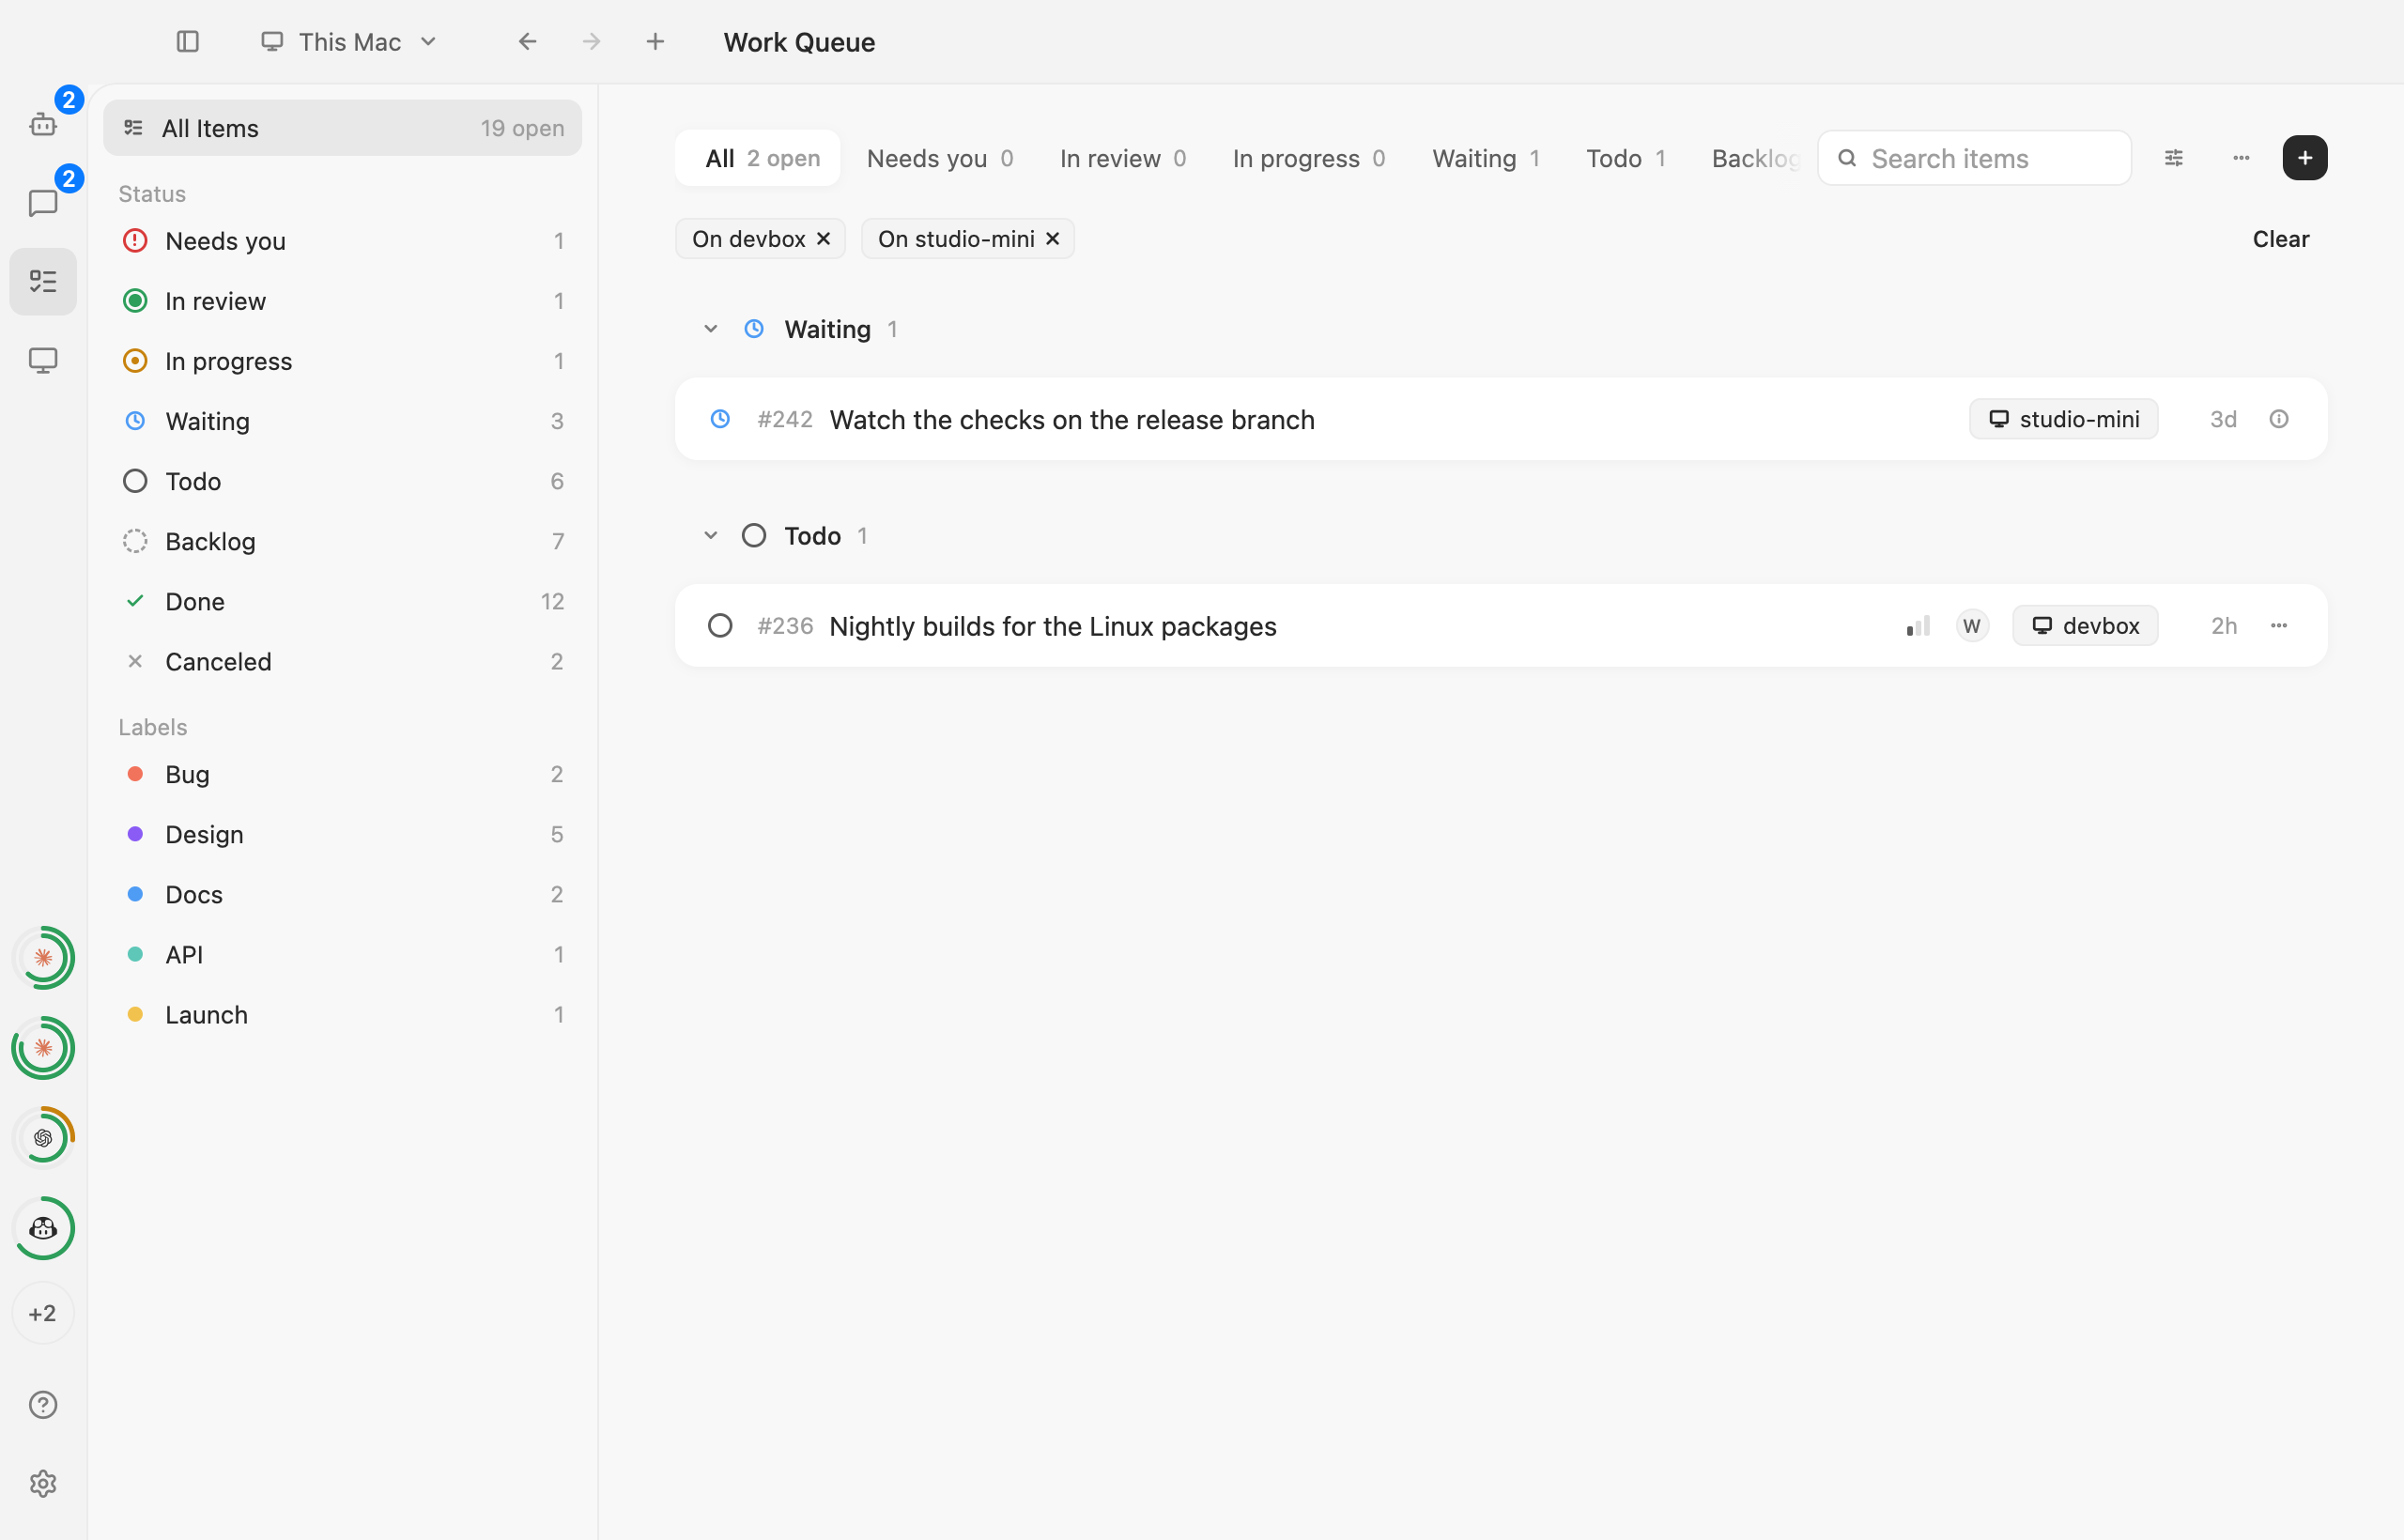 This Mac
Work Queue
2
2
All Items 19 open
Status
Needs you 1
In review 1
In progress 1
Waiting 3
Todo 6
Backlog 7
Done 12
Canceled 2
Labels
Bug 2
Design 5
Docs 2
API 1
Launch 1
+2
All 2 open Needs you 0 In review 0 In progress 0 Waiting 1 Todo 1 Backlog Search items
On devbox On studio-mini Clear
Waiting 1
#242 Watch the checks on the release branch studio-mini 3d
Todo 1
#236 Nightly builds for the Linux packages W devbox 2h